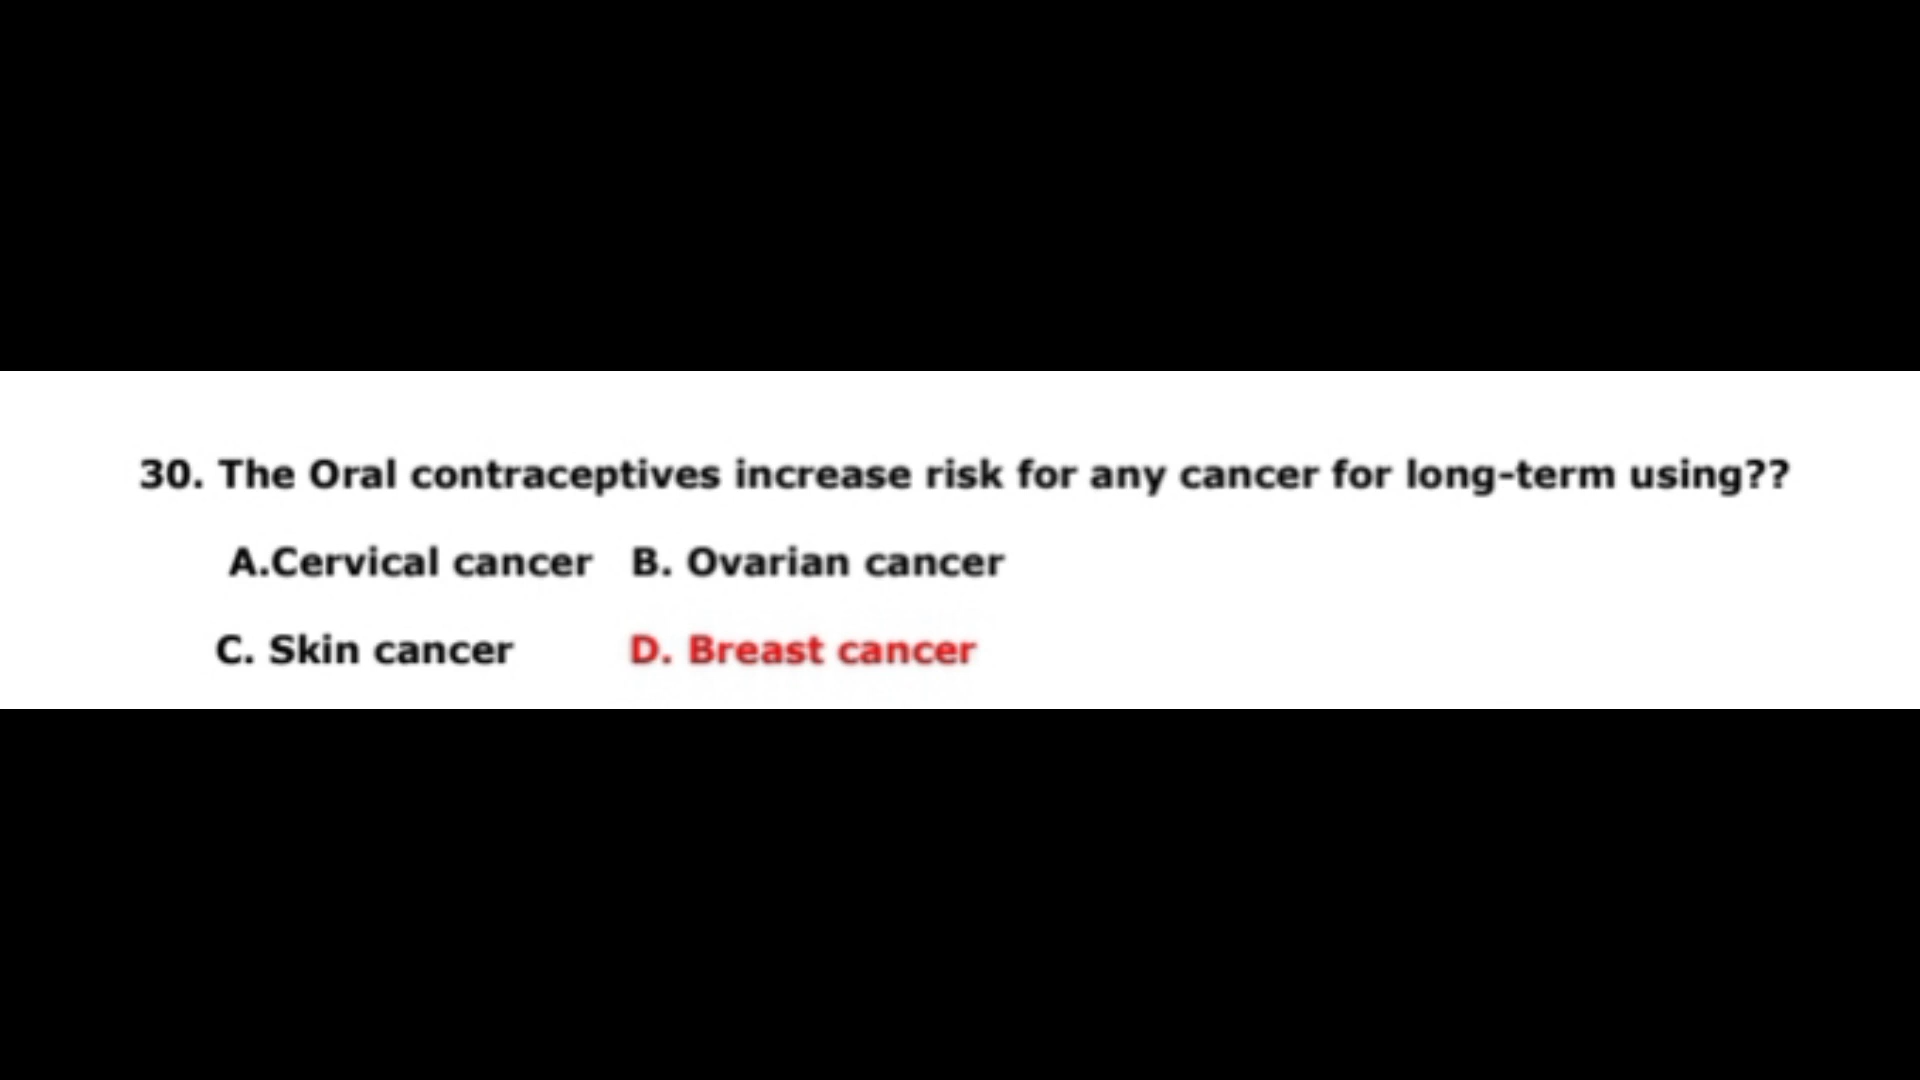 30. The Oral contraceptives increase risk for any cancer for long-term using??
A.Cervical cancer B. Ovarian cancer
C. Skin cancer D. Breast cancer